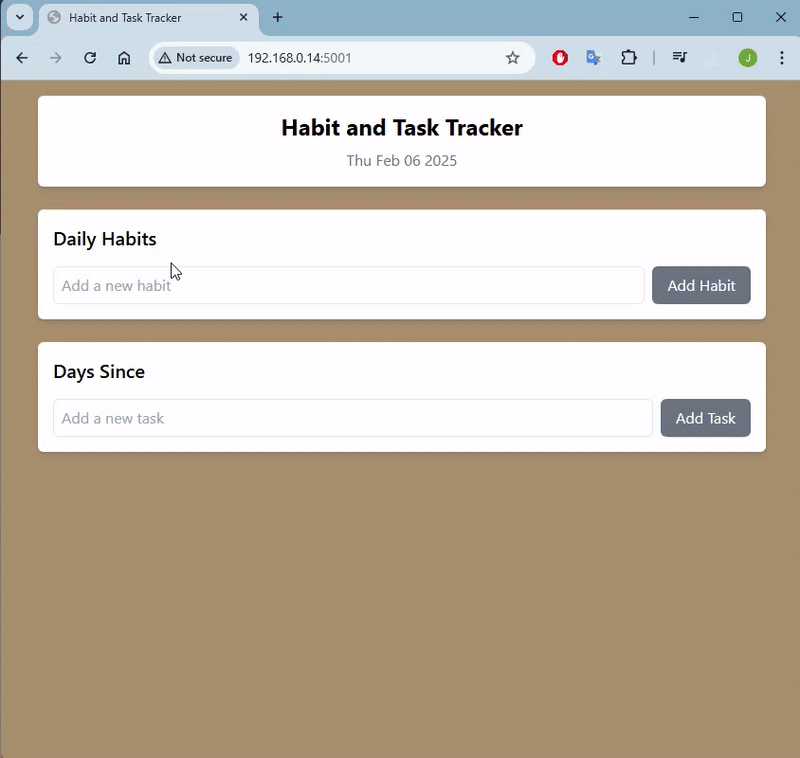 Habit and Task Tracker
Not secure 192.168.0.14:5001
J
Habit and Task Tracker
Thu Feb 06 2025
Daily Habits
Add a new habit Add Habit
Days Since
Add a new task Add Task